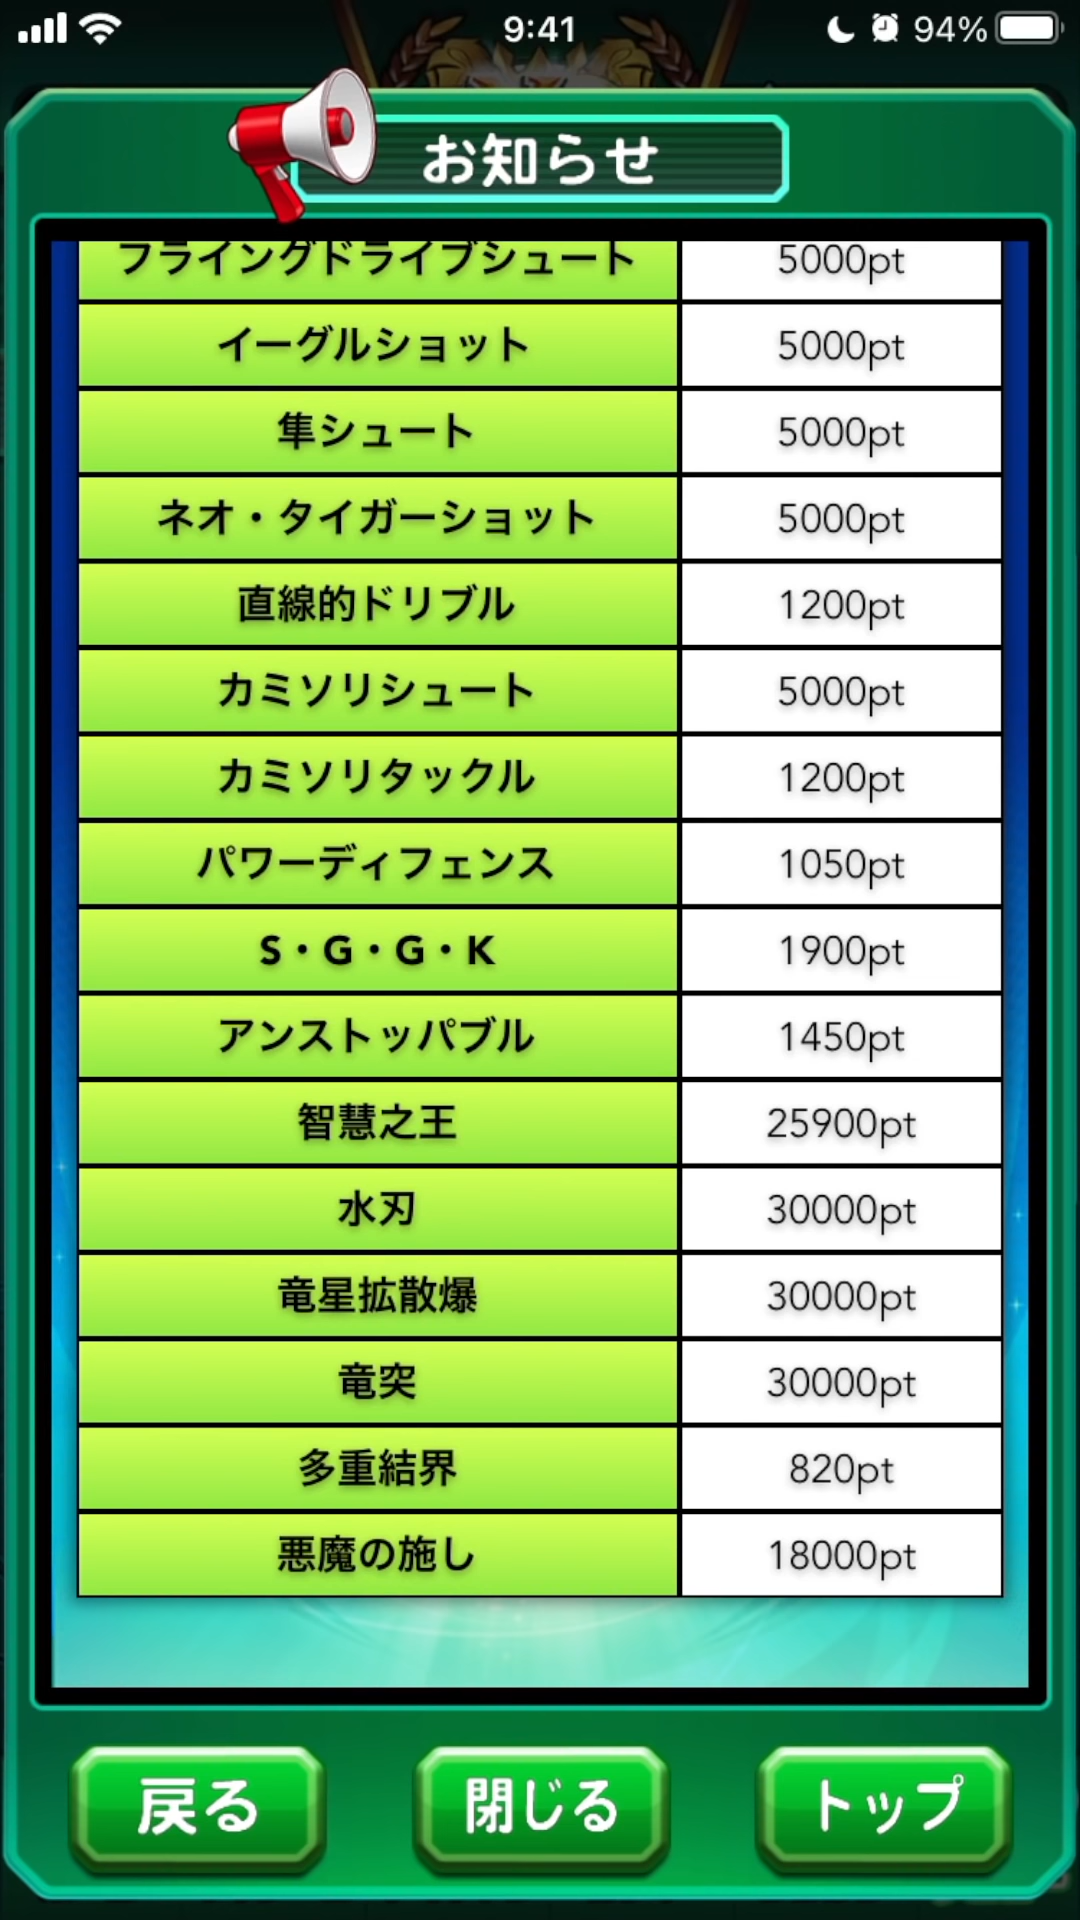 9:41
94%
お知らせ
フライングドライブシュート 5000pt
イーグルショット 5000pt
隼シュート 5000pt
ネオ・タイガーショット 5000pt
直線的ドリブル 1200pt
カミソリシュート 5000pt
カミソリタックル 1200pt
パワーディフェンス 1050pt
S・G・G・K 1900pt
アンストッパブル 1450pt
智慧之王 25900pt
水刃 30000pt
竜星拡散爆 30000pt
竜突 30000pt
多重結界 820pt
悪魔の施し 18000pt
戻る 閉じる トップ